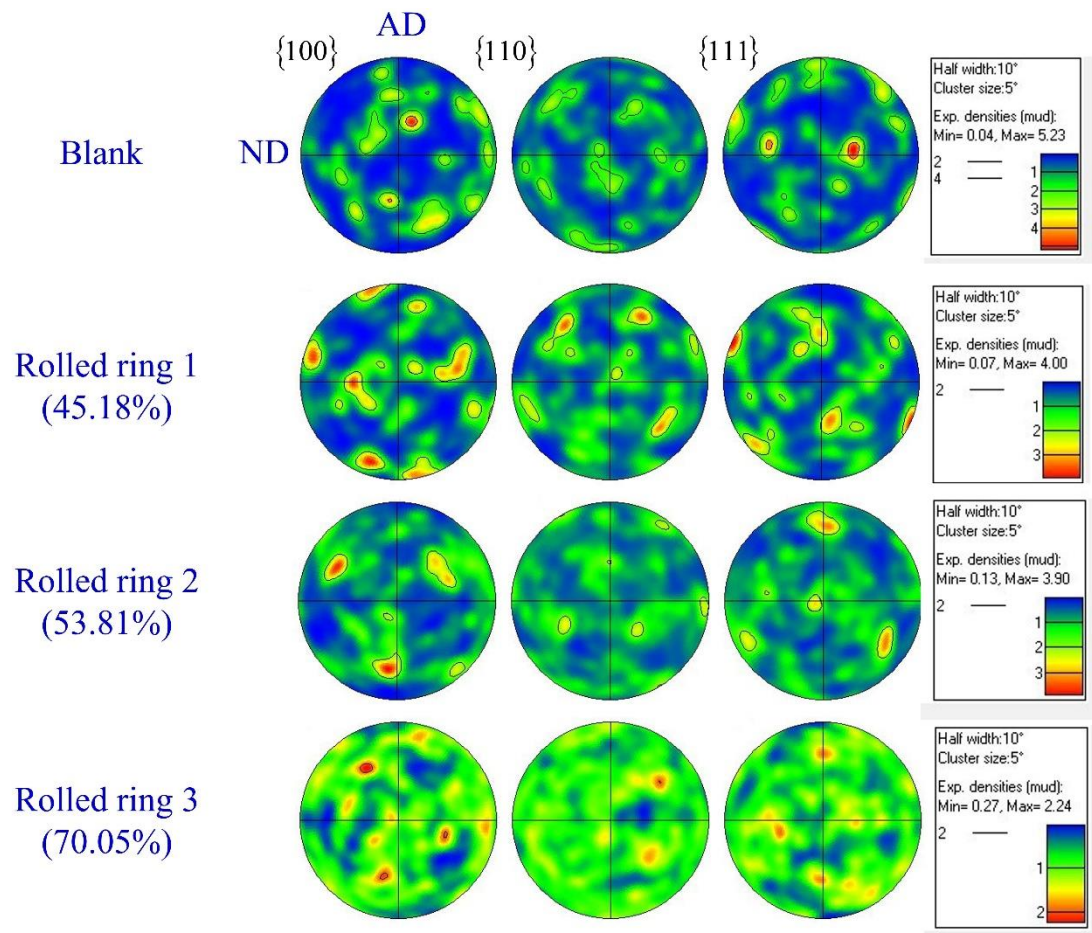 AD
{100}
{110}
{111}
Blank
ND
Half width:10°
Cluster size:5°
Exp. densities (mud):
Min= 0.04, Max= 5.23
2
4
1
2
3
4
Rolled ring 1
(45.18%)
Half width:10°
Cluster size:5°
Exp. densities (mud):
Min= 0.07, Max= 4.00
2
1
2
3
Rolled ring 2
(53.81%)
Half width:10°
Cluster size:5°
Exp. densities (mud):
Min= 0.13, Max= 3.90
2
1
2
3
Rolled ring 3
(70.05%)
Half width:10°
Cluster size:5°
Exp. densities (mud):
Min= 0.27, Max= 2.24
2
1
2